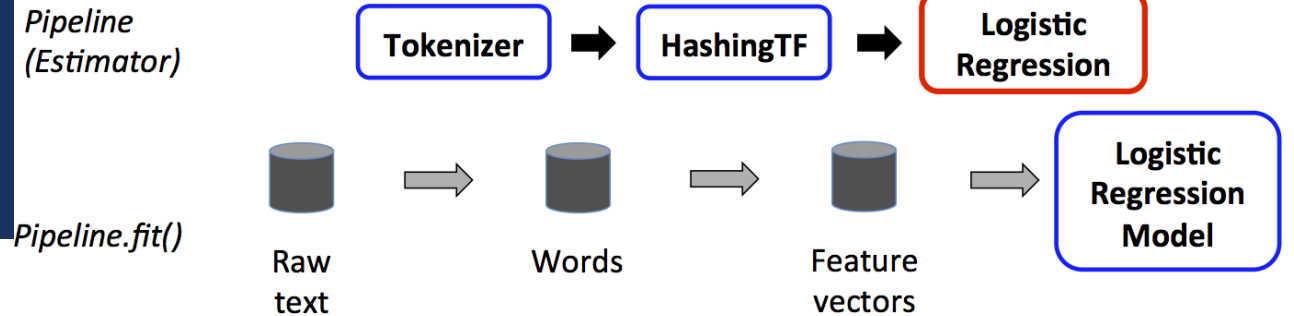 Pipeline
(Estimator)
Tokenizer
HashingTF
Logistic
Regression
Pipeline.fit()
Raw
text
Words
Feature
vectors
Logistic
Regression
Model